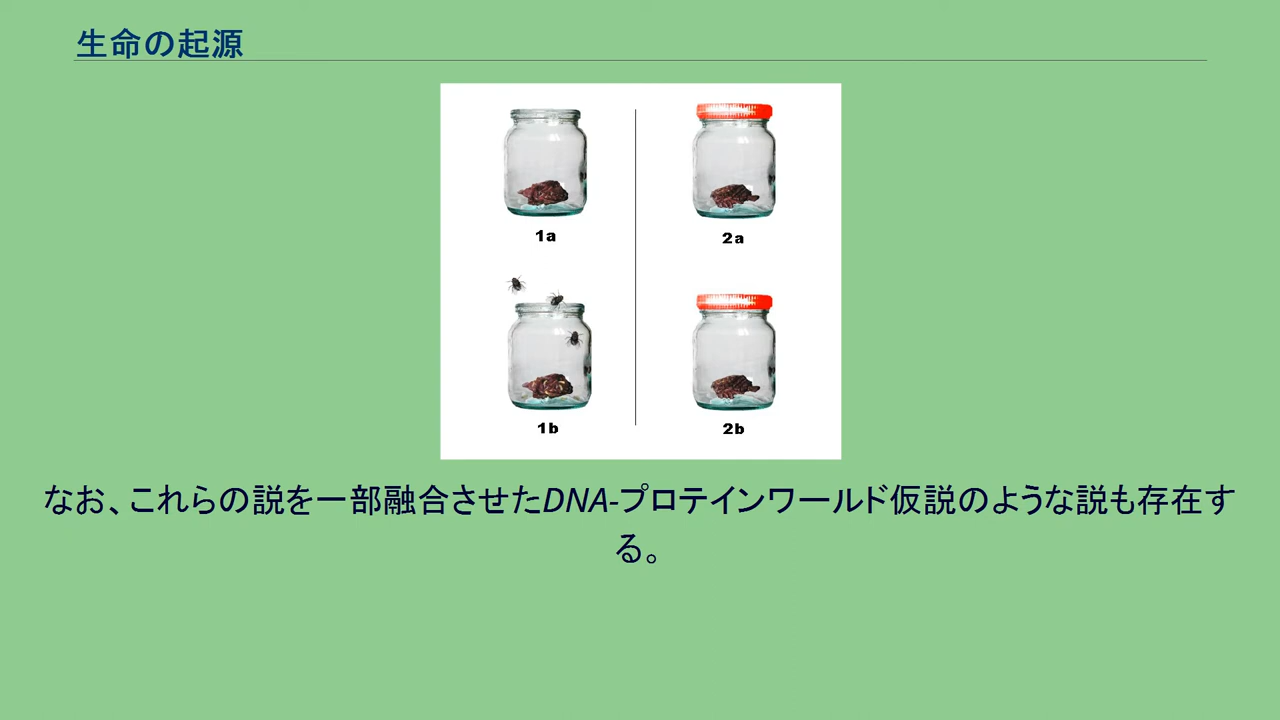 生命の起源
1a
2a
1b
2b
なお、これらの説を一部融合させたDNA-プロテインワールド仮説のような説も存在す
る。